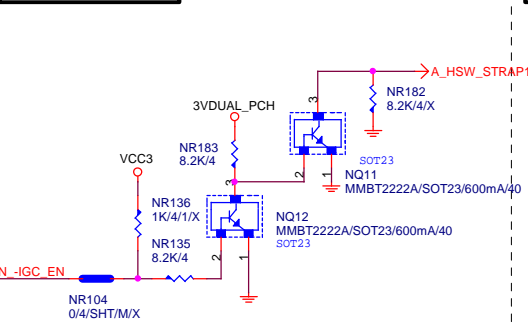 A_HSW_STRAP1
3
NR182
8.2K/4/X
3VDUAL_PCH
NR183
8.2K/4
SOT23
2
1
NQ11
MMBT2222A/SOT23/600mA/40
VCC3
3
NR136
1K/4/1/X
NQ12
MMBT2222A/SOT23/600mA/40
SOT23
NR135
8.2K/4
2
1
N_-IGC_EN
NR104
0/4/SHT/M/X